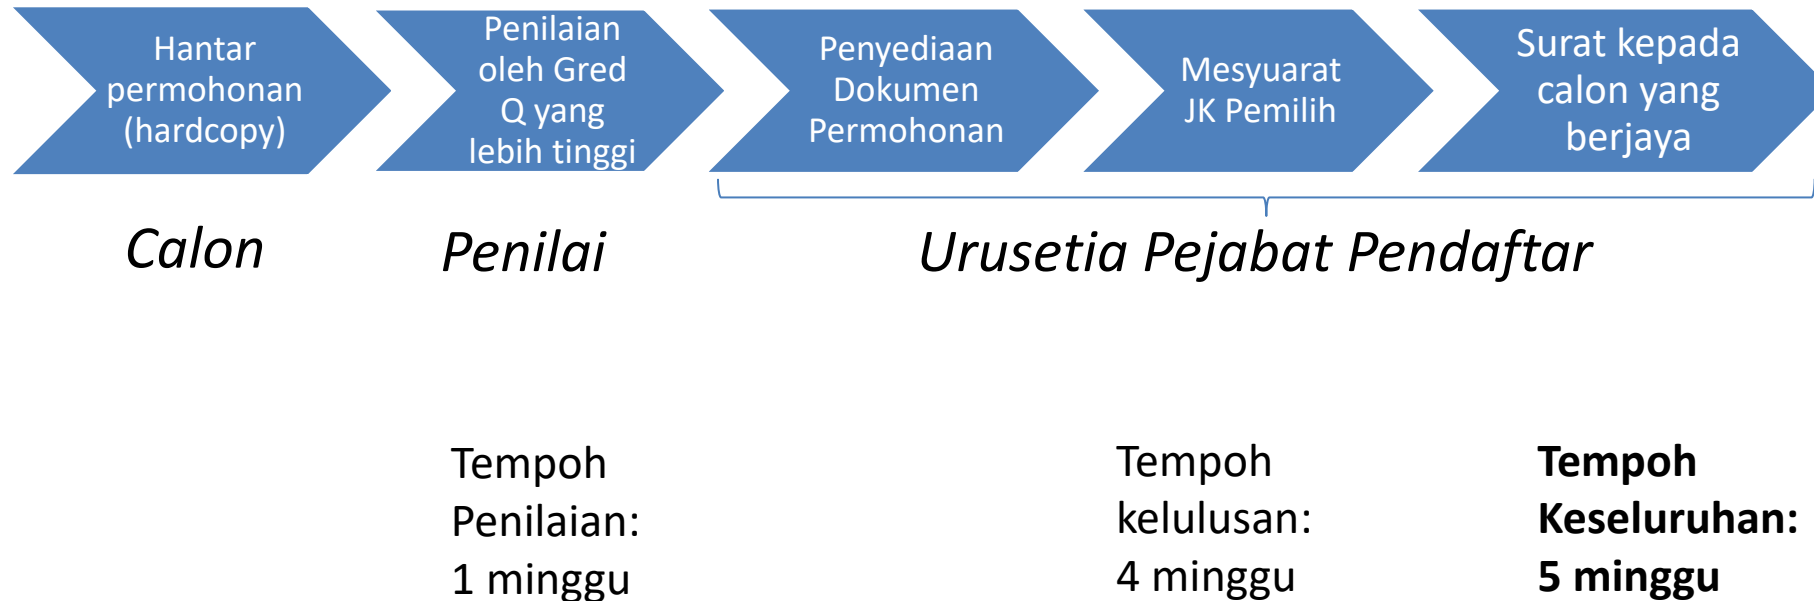 Hantar
permohonan
(hardcopy)
Penilaian
oleh Gred
Q yang
lebih tinggi
Penyediaan
Dokumen
Permohonan
Mesyuarat
JK Pemilih
Surat kepada
calon yang
berjaya
Calon
Penilai
Urusetia Pejabat Pendaftar
Tempoh
Penilaian:
1 minggu
Tempoh
kelulusan:
4 minggu
Tempoh
Keseluruhan:
5 minggu